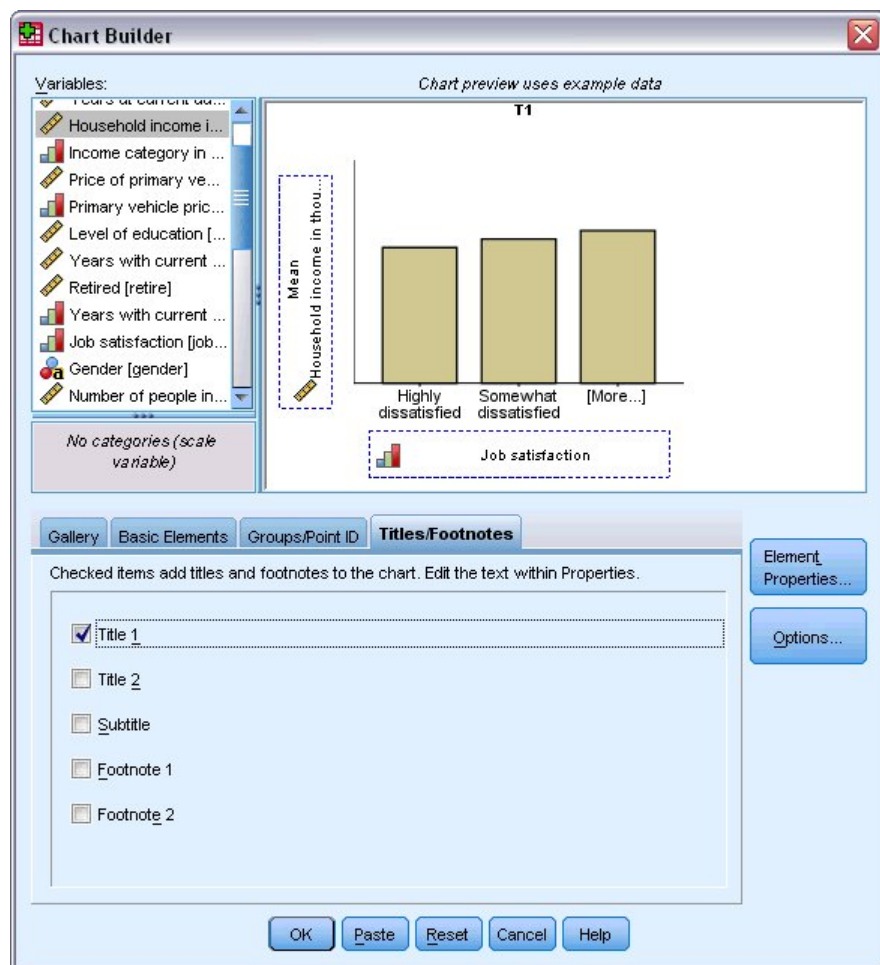 Chart Builder
Variables:
Chart preview uses example data
Household income i...
Income category in ...
Price of primary ve...
Primary vehicle pric...
Level of education [...
Years with current ...
Retired [retire]
Years with current ...
Job satisfaction [job...
Gender [gender]
Number of people in...
No categories (scale
variable)
T1
Mean
Household income in thou...
Highly
dissatisfied
Somewhat
dissatisfied
[More...]
Job satisfaction
Gallery
Basic Elements
Groups/Point ID
Titles/Footnotes
Checked items add titles and footnotes to the chart. Edit the text within Properties.
Title 1
Title 2
Subtitle
Footnote 1
Footnote 2
Element
Properties...
Options...
OK
Paste
Reset
Cancel
Help